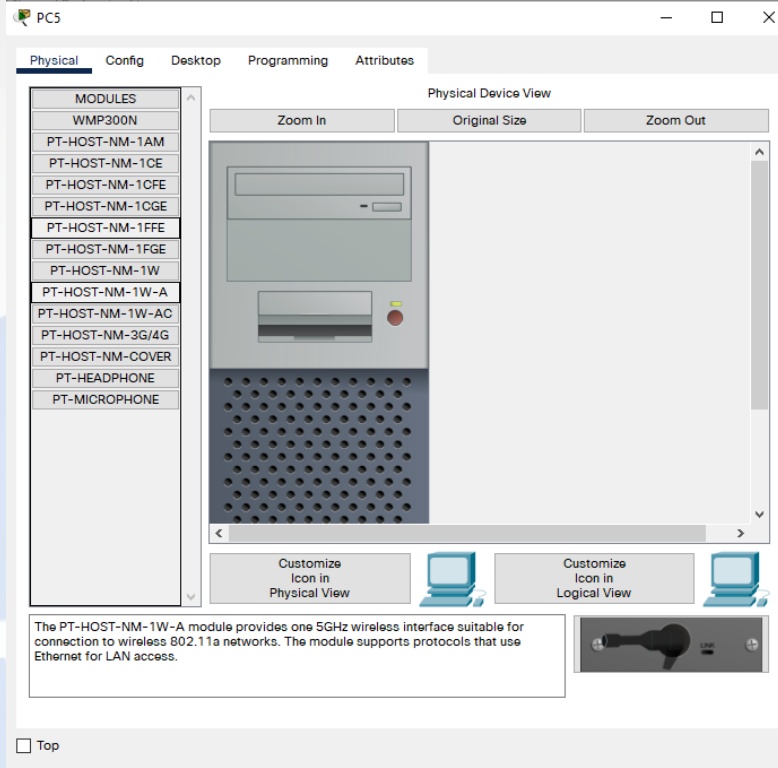 PC5
Physical Config Desktop Programming Attributes
MODULES
WMP300N
PT-HOST-NM-1AM
PT-HOST-NM-1CE
PT-HOST-NM-1CFE
PT-HOST-NM-1CGE
PT-HOST-NM-1FFE
PT-HOST-NM-1FGE
PT-HOST-NM-1W
PT-HOST-NM-1W-A
PT-HOST-NM-1W-AC
PT-HOST-NM-3G/4G
PT-HOST-NM-COVER
PT-HEADPHONE
PT-MICROPHONE
Physical Device View
Zoom In Original Size Zoom Out
Customize
Icon in
Physical View
Customize
Icon in
Logical View
The PT-HOST-NM-1W-A module provides one 5GHz wireless interface suitable for
connection to wireless 802.11a networks. The module supports protocols that use
Ethernet for LAN access.
LINK
Top